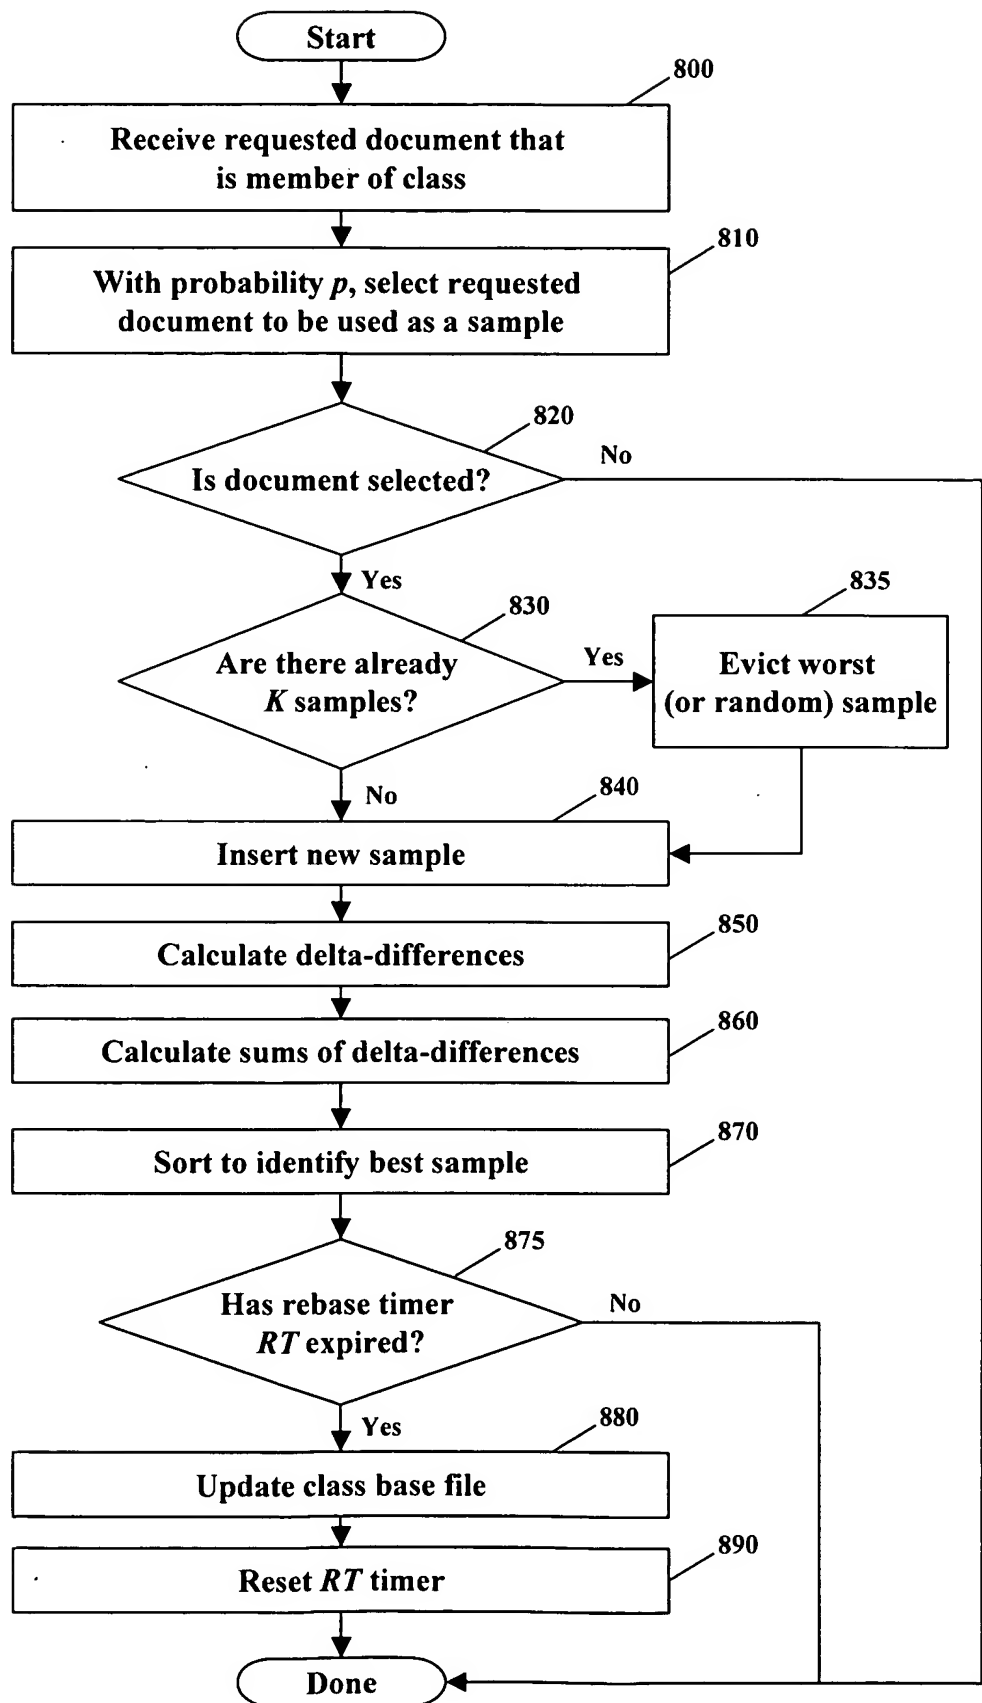 Start
800
Receive requested document that
is member of class
810
With probability p, select requested
document to be used as a sample
820
Is document selected?
No
Yes
830
835
Are there already
K samples?
Yes
Evict worst
(or random) sample
No
840
Insert new sample
850
Calculate delta-differences
860
Calculate sums of delta-differences
870
Sort to identify best sample
875
Has rebase timer
RT expired?
No
Yes
880
Update class base file
890
Reset RT timer
Done